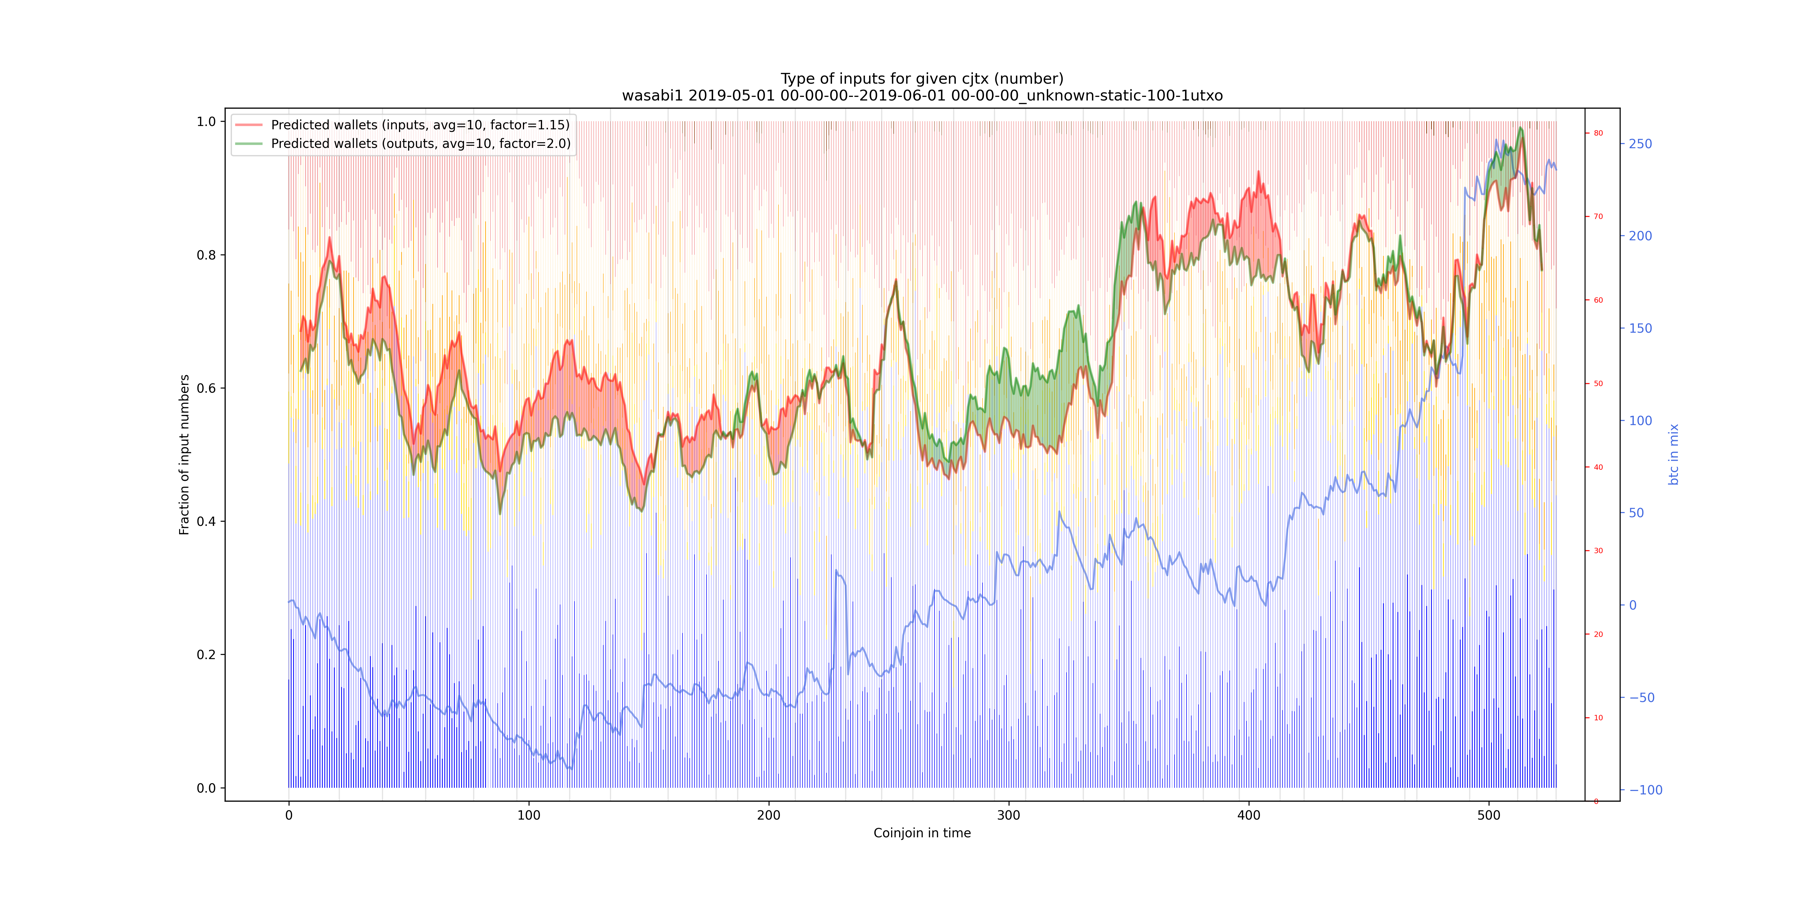 Type of inputs for given cjtx (number)
wasabi1 2019-05-01 00-00-00--2019-06-01 00-00-00_unknown-static-100-1utxo
Predicted wallets (inputs, avg=10, factor=1.15)
Predicted wallets (outputs, avg=10, factor=2.0)
Fraction of input numbers
1.0
0.8
0.6
0.4
0.2
0.0
0 100 200 300 400 500
Coinjoin in time
80
70
60
50
40
30
20
10
0
250
200
150
100
50
0
−50
−100
btc in mix